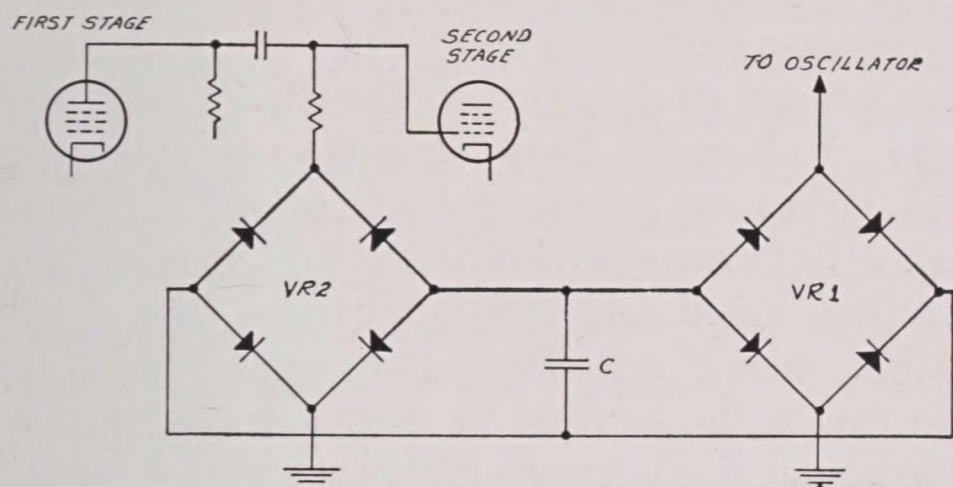 FIRST STAGE
SECOND
STAGE
TO OSCILLATOR
VR2
VR1
C